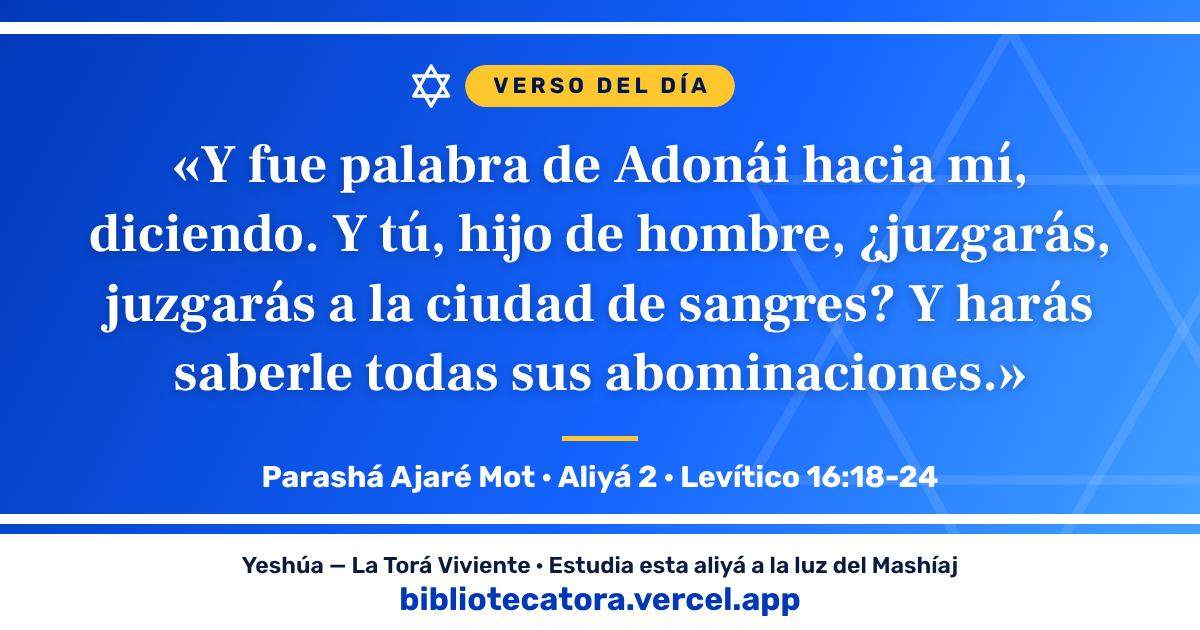 VERSO DEL DÍA
«Y fue palabra de Adonái hacia mí,
diciendo. Y tú, hijo de hombre, ¿juzgarás,
juzgarás a la ciudad de sangres? Y harás
saberle todas sus abominaciones.»
Parashá Ajaré Mot • Aliyá 2 • Levítico 16:18-24
Yeshúa — La Torá Viviente • Estudia esta aliyá a la luz del Mashíaj
bibliotecatora.vercel.app